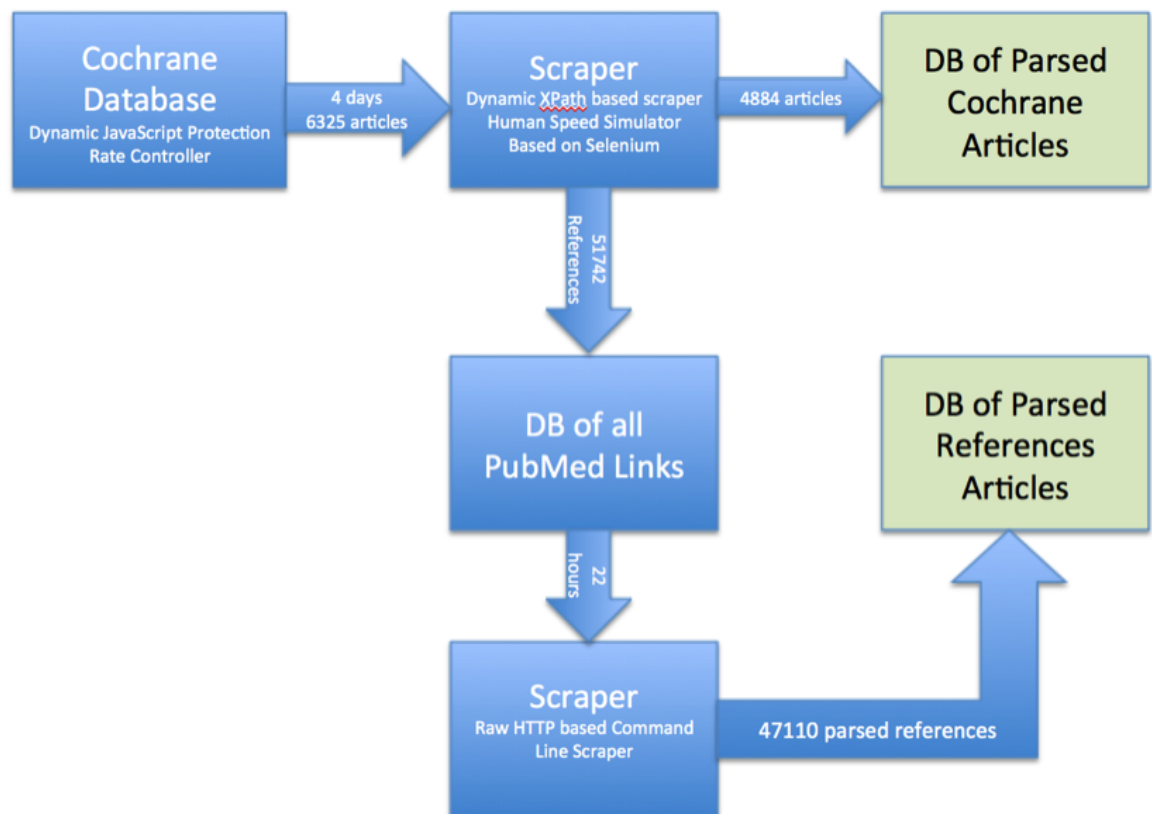 Cochrane
Database
Dynamic JavaScript Protection
Rate Controller
4 days
6325 articles
Scraper
Dynamic XPath based scraper
Human Speed Simulator
Based on Selenium
4884 articles
DB of Parsed
Cochrane
Articles
51742
References
DB of all
PubMed Links
DB of Parsed
References
Articles
22
hours
Scraper
Raw HTTP based Command
Line Scraper
47110 parsed references